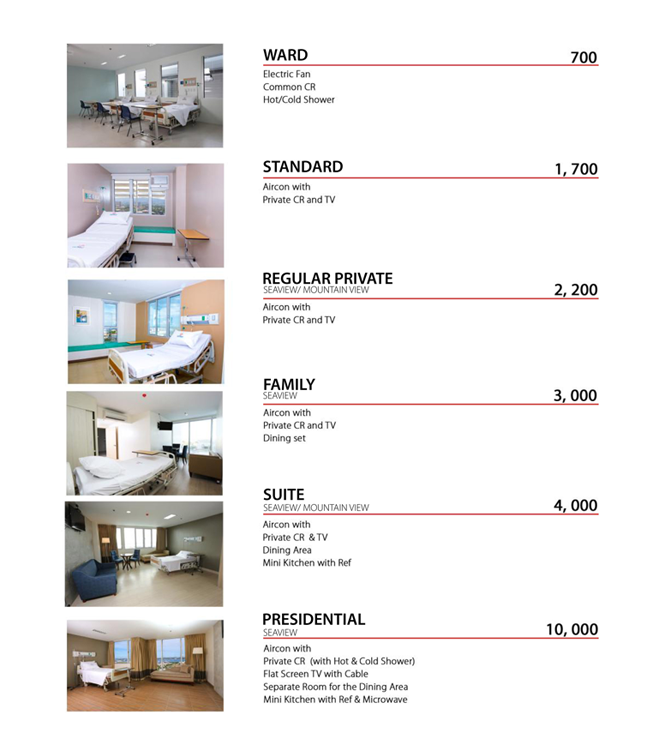 WARD 700
Electric Fan
Common CR
Hot/Cold Shower
STANDARD 1, 700
Aircon with
Private CR and TV
REGULAR PRIVATE
SEAVIEW/ MOUNTAIN VIEW 2, 200
Aircon with
Private CR and TV
FAMILY
SEAVIEW 3, 000
Aircon with
Private CR and TV
Dining set
SUITE
SEAVIEW/ MOUNTAIN VIEW 4, 000
Aircon with
Private CR & TV
Dining Area
Mini Kitchen with Ref
PRESIDENTIAL
SEAVIEW 10, 000
Aircon with
Private CR (with Hot & Cold Shower)
Flat Screen TV with Cable
Separate Room for the Dining Area
Mini Kitchen with Ref & Microwave